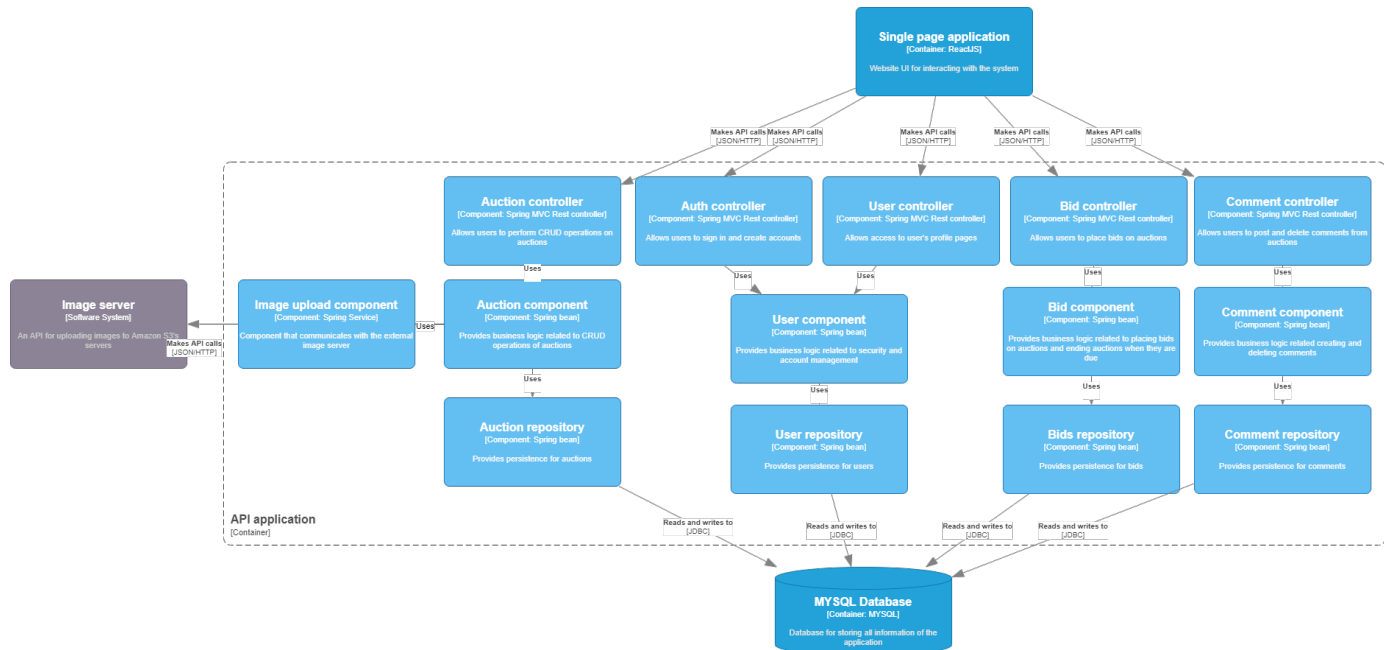 Single page application
[Container: ReactJS]
Website UI for interacting with the system
Makes API calls
[JSON/HTTP]
Makes API calls
[JSON/HTTP]
Makes API calls
[JSON/HTTP]
Makes API calls
[JSON/HTTP]
Makes API calls
[JSON/HTTP]
Auction controller
[Component: Spring MVC Rest controller]
Allows users to perform CRUD operations on
auctions
Auth controller
[Component: Spring MVC Rest controller]
Allows users to sign in and create accounts
User controller
[Component: Spring MVC Rest controller]
Allows access to user's profile pages
Bid controller
[Component: Spring MVC Rest controller]
Allows users to place bids on auctions
Comment controller
[Component: Spring MVC Rest controller]
Allows users to post and delete comments from
auctions
Uses
Uses
Uses
Uses
Uses
Image server
[Software System]
An API for uploading images to Amazon S3's
servers
Makes API calls
[JSON/HTTP]
Image upload component
[Component: Spring Service]
Component that communicates with the external
image server
Uses
Auction component
[Component: Spring bean]
Provides business logic related to CRUD
operations of auctions
User component
[Component: Spring bean]
Provides business logic related to security and
account management
Bid component
[Component: Spring bean]
Provides business logic related to placing bids
on auctions and ending auctions when they are
due
Comment component
[Component: Spring bean]
Provides business logic related creating and
deleting comments
Uses
Uses
Uses
Uses
Auction repository
[Component: Spring bean]
Provides persistence for auctions
User repository
[Component: Spring bean]
Provides persistence for users
Bids repository
[Component: Spring bean]
Provides persistence for bids
Comment repository
[Component: Spring bean]
Provides persistence for comments
API application
[Container]
Reads and writes to
[JDBC]
Reads and writes to
[JDBC]
Reads and writes to
[JDBC]
Reads and writes to
[JDBC]
MYSQL Database
[Container: MYSQL]
Database for storing all information of the
application